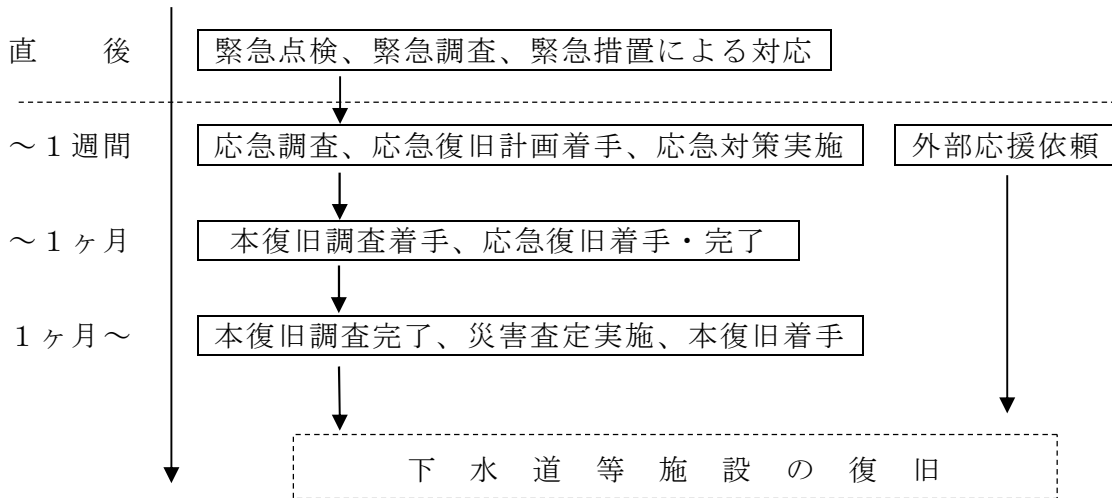 直　　後　緊急点検、緊急調査、緊急措置による対応
～１週間　応急調査、応急復旧計画着手、応急対策実施　外部応援依頼
～１ヶ月　本復旧調査着手、応急復旧着手・完了
１ヶ月～　本復旧調査完了、災害査定実施、本復旧着手
下水道等施設の復旧